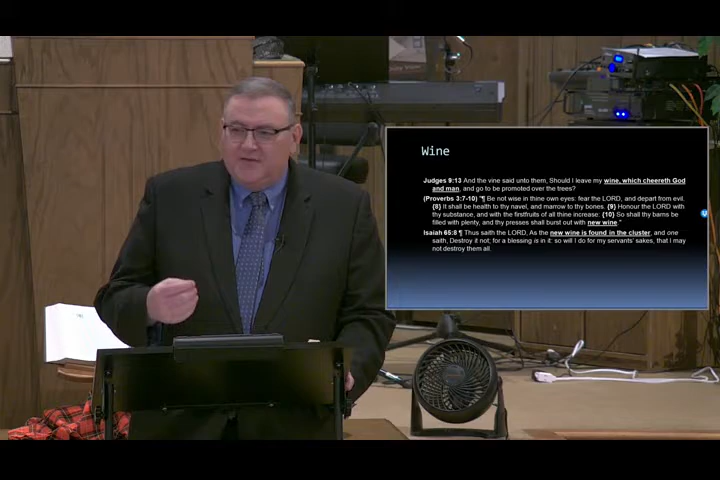 Wine
Judges 9:13 And the vine said unto them, Should I leave my wine, which cheereth God
and man, and go to be promoted over the trees?
(Proverbs 3:7-10) "¶ Be not wise in thine own eyes: fear the LORD, and depart from evil.
{8} It shall be health to thy navel, and marrow to thy bones. {9} Honour the LORD with
thy substance, and with the firstfruits of all thine increase: {10} So shall thy barns be
filled with plenty, and thy presses shall burst out with new wine."
Isaiah 65:8 ¶ Thus saith the LORD, As the new wine is found in the cluster, and one
saith, Destroy it not; for a blessing is in it: so will I do for my servants' sakes, that I may
not destroy them all.